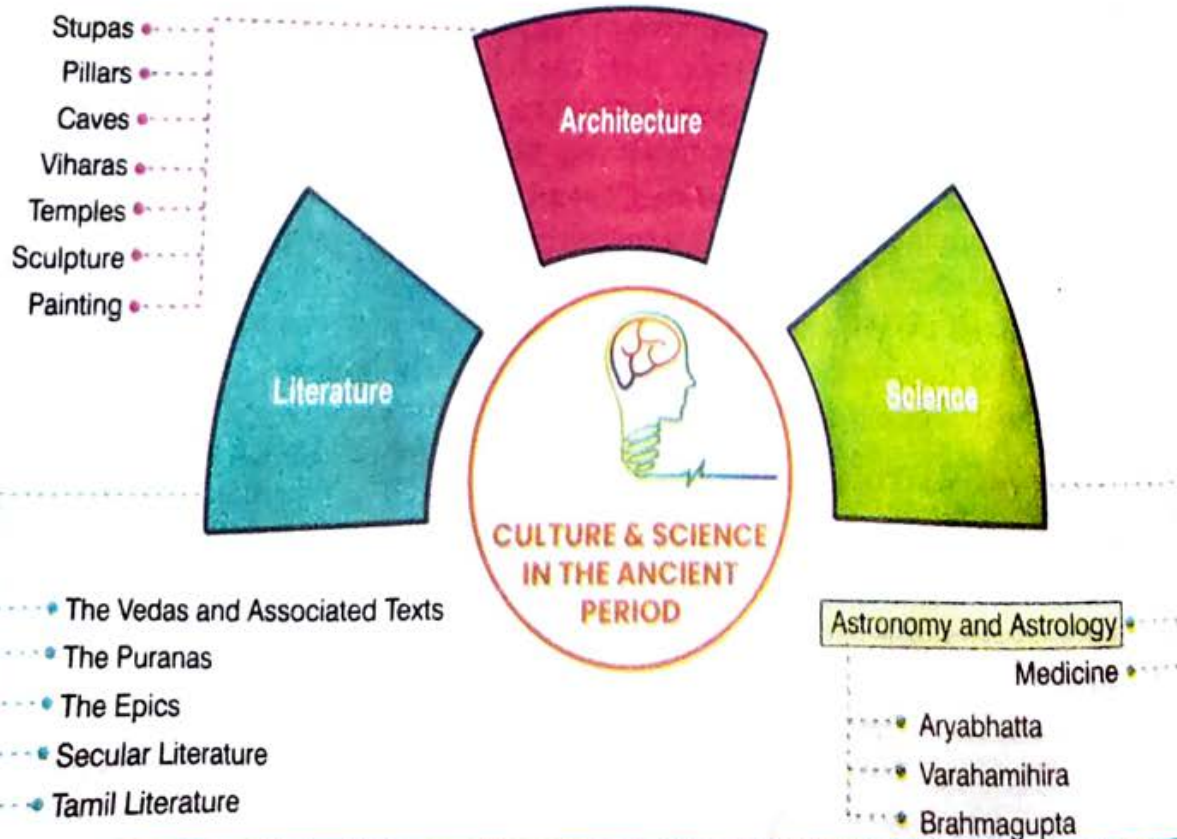 Stupas
Pillars
Caves
Viharas
Temples
Sculpture
Painting
Architecture
Literature
Science
CULTURE & SCIENCE
IN THE ANCIENT
PERIOD
The Vedas and Associated Texts
The Puranas
The Epics
Secular Literature
Tamil Literature
Astronomy and Astrology
Medicine
Aryabhatta
Varahamihira
Brahmagupta